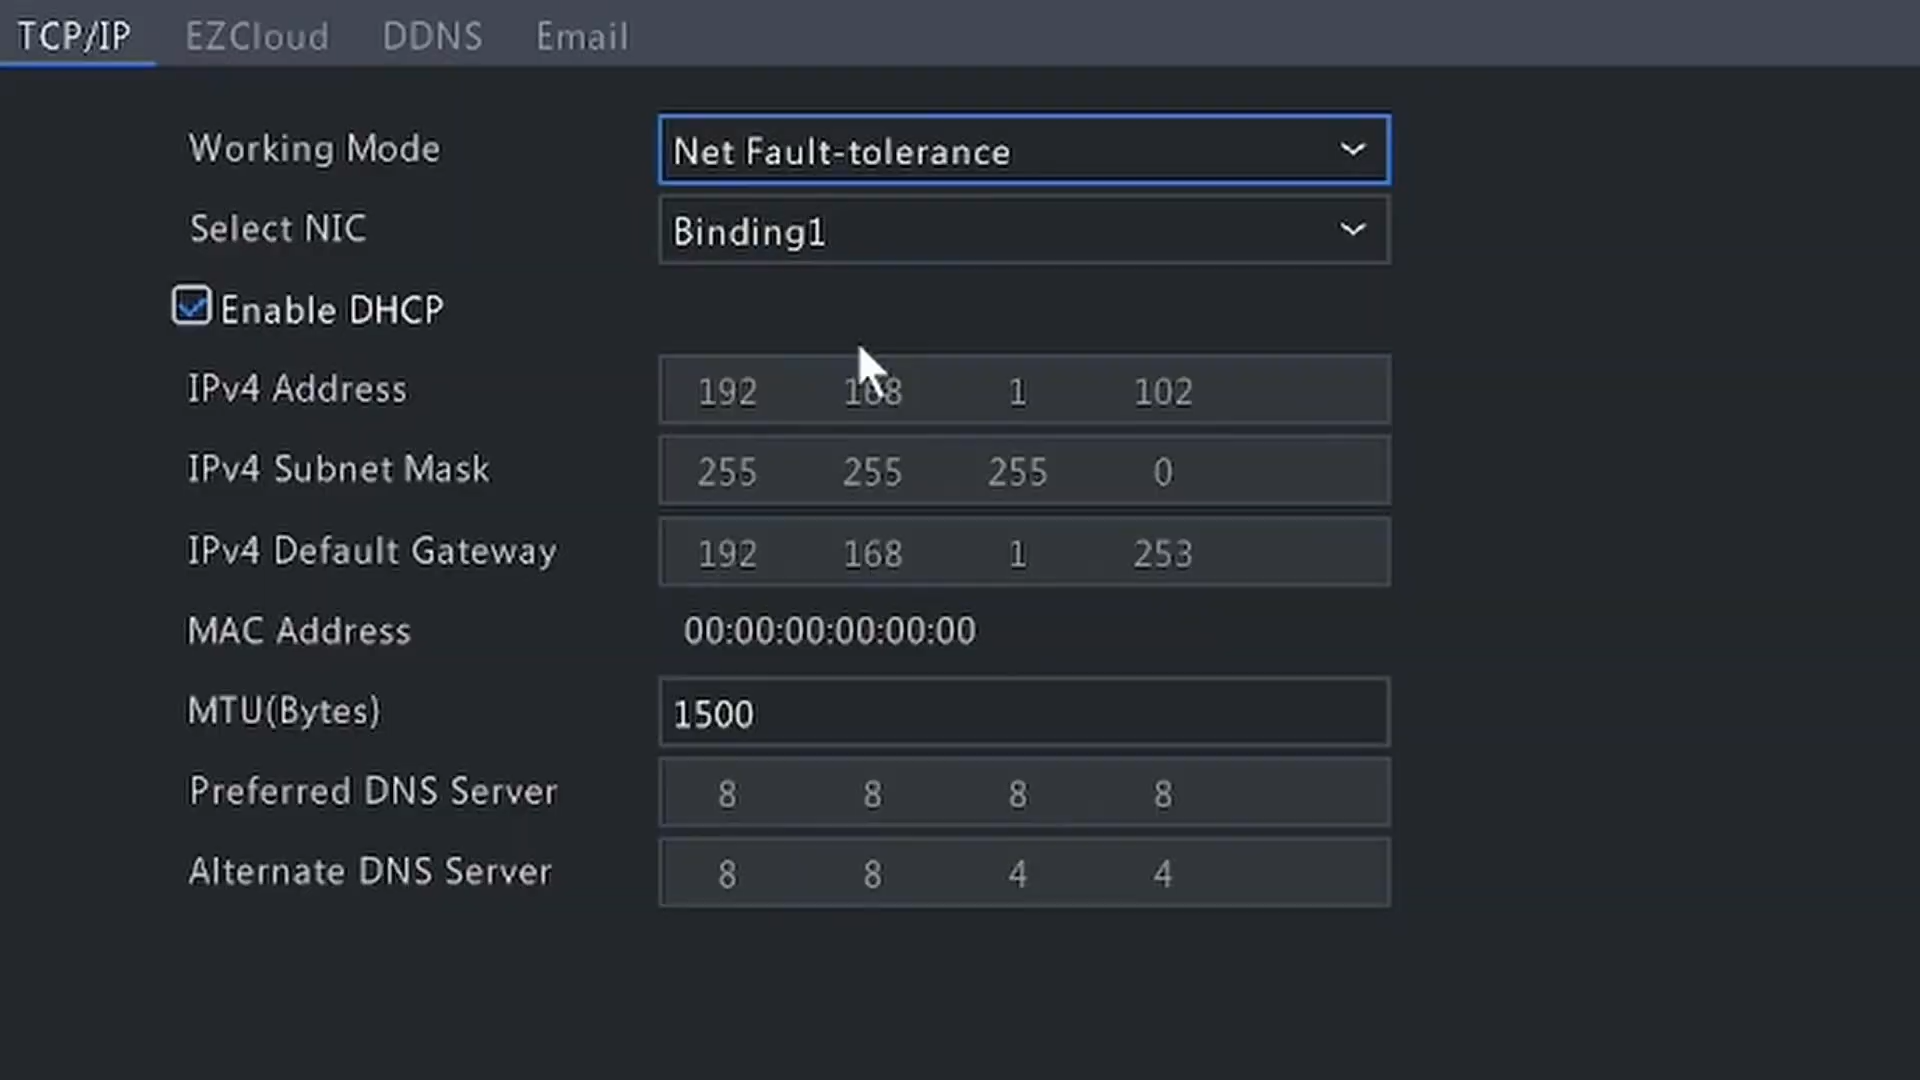 TCP/IP EZCloud DDNS Email
Working Mode Net Fault-tolerance
Select NIC Binding1
Enable DHCP
IPv4 Address 192 168 1 102
IPv4 Subnet Mask 255 255 255 0
IPv4 Default Gateway 192 168 1 253
MAC Address 00:00:00:00:00:00
MTU(Bytes) 1500
Preferred DNS Server 8 8 8 8
Alternate DNS Server 8 8 4 4